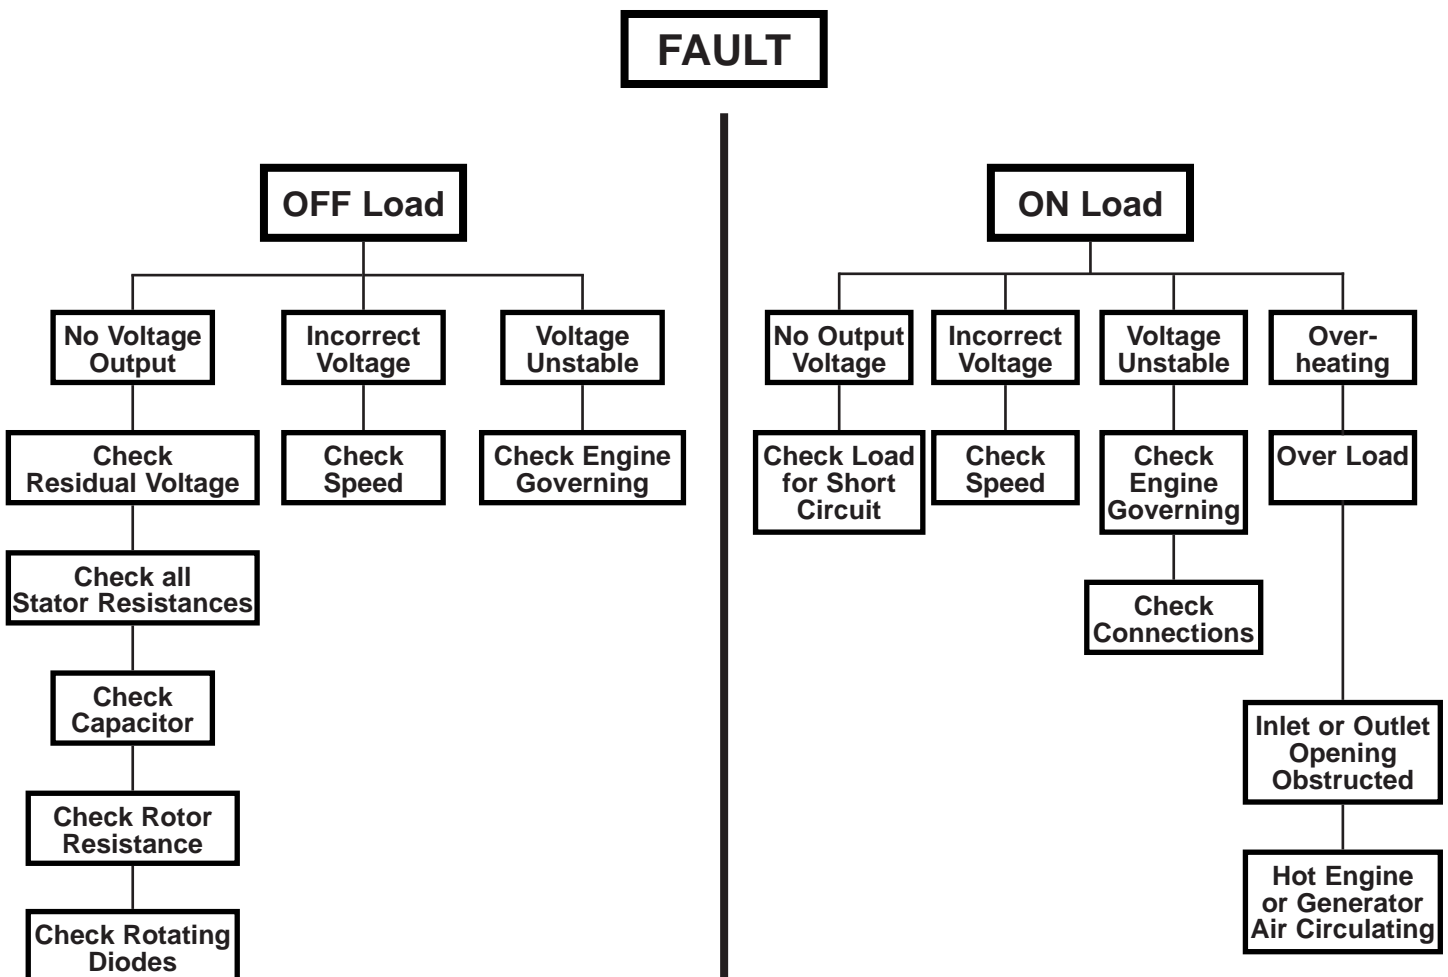 FAULT
OFF Load
No Voltage
Output
Incorrect
Voltage
Voltage
Unstable
Check
Residual Voltage
Check
Speed
Check Engine
Governing
Check all
Stator Resistances
Check
Capacitor
Check Rotor
Resistance
Check Rotating
Diodes
ON Load
No Output
Voltage
Incorrect
Voltage
Voltage
Unstable
Over-
heating
Check Load
for Short
Circuit
Check
Speed
Check
Engine
Governing
Over Load
Check
Connections
Inlet or Outlet
Opening
Obstructed
Hot Engine
or Generator
Air Circulating